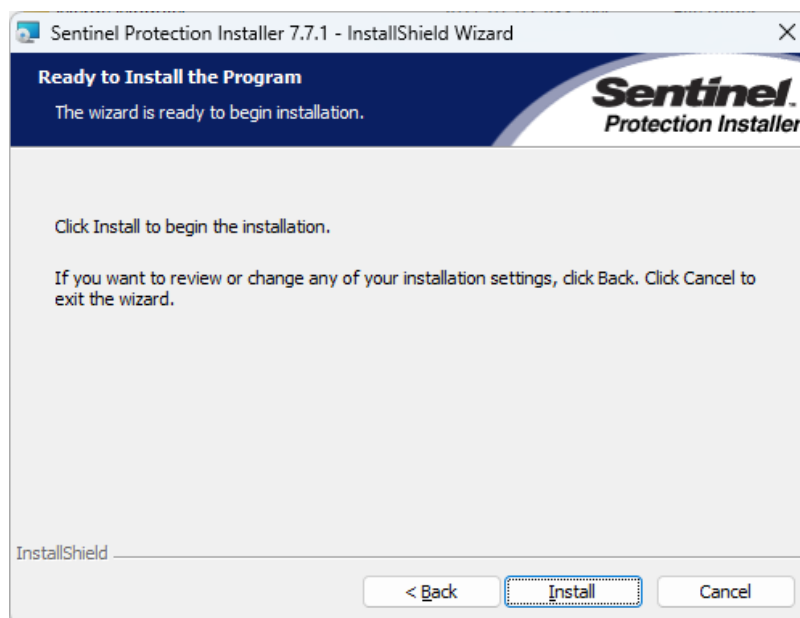 Sentinel Protection Installer 7.7.1 - InstallShield Wizard
Ready to Install the Program
The wizard is ready to begin installation.
Sentinel.
Protection Installer
Click Install to begin the installation.
If you want to review or change any of your installation settings, click Back. Click Cancel to
exit the wizard.
InstallShield
< Back
Install
Cancel